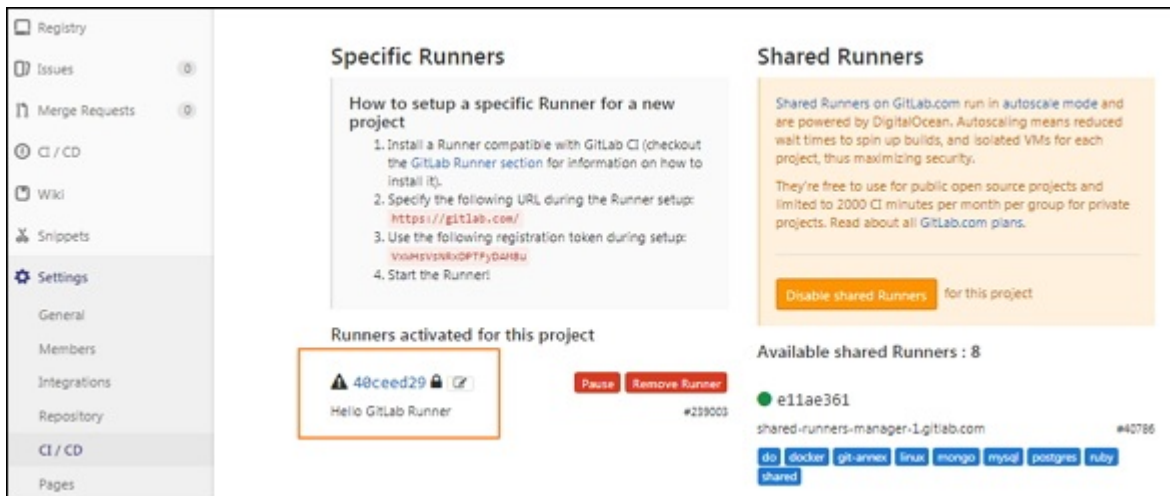 Registry
Issues 0
Merge Requests 0
CI / CD
Wiki
Snippets
Settings
General
Members
Integrations
Repository
CI / CD
Pages
Specific Runners
How to setup a specific Runner for a new
project
1. Install a Runner compatible with GitLab CI (checkout
the GitLab Runner section for information on how to
install it).
2. Specify the following URL during the Runner setup:
https://gitlab.com/
3. Use the following registration token during setup:
4. Start the Runner!
Runners activated for this project
40ceed29
Pause Remove Runner
Hello GitLab Runner
#239003
Shared Runners
Shared Runners on GitLab.com run in autoscale mode and
are powered by DigitalOcean. Autoscaling means reduced
wait times to spin up builds, and isolated VMs for each
project, thus maximizing security.
They're free to use for public open source projects and
limited to 2000 CI minutes per month per group for private
projects. Read about all GitLab.com plans.
Disable shared Runners for this project
Available shared Runners : 8
e11ae361
shared-runners-manager-1.gitlab.com #40786
do docker git-annex linux mongo mysql postgres ruby
shared